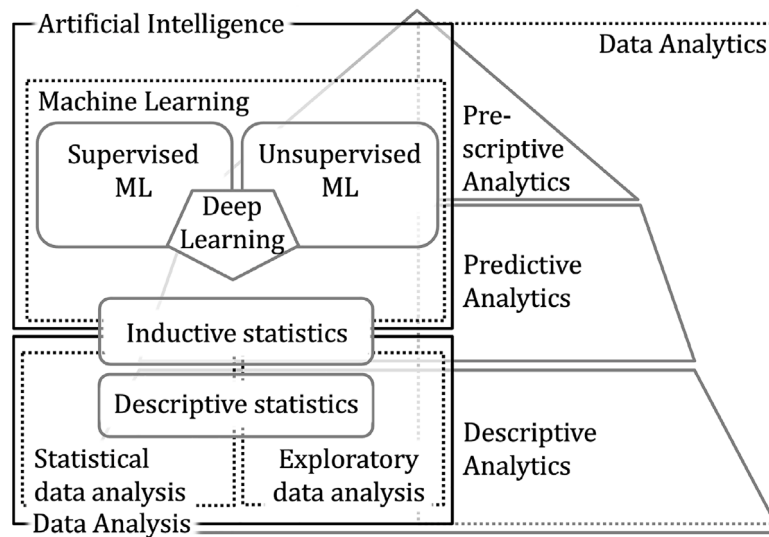 Artificial Intelligence
Data Analytics
Machine Learning
Supervised
ML
Unsupervised
ML
Deep
Learning
Pre-
scriptive
Analytics
Predictive
Analytics
Inductive statistics
Descriptive statistics
Statistical
data analysis
Exploratory
data analysis
Descriptive
Analytics
Data Analysis